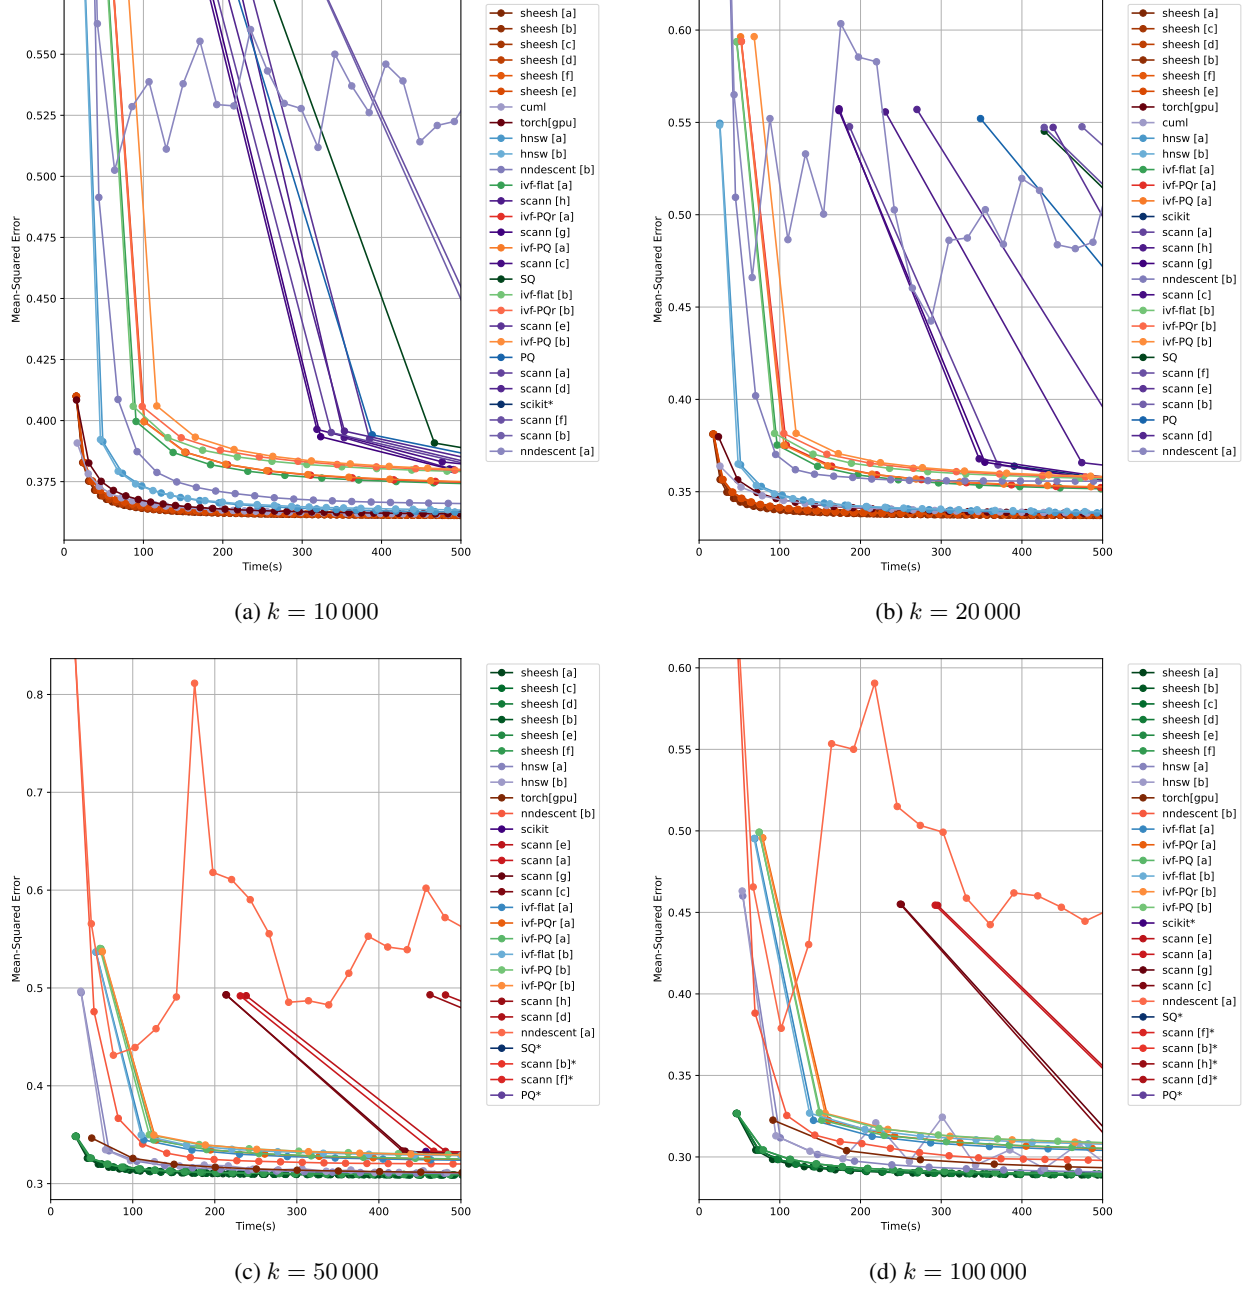 0.550
0.525
0.500
0.475
0.450
0.425
0.400
0.375
Mean-Squared Error
0 100 200 300 400 500
Time(s)
sheesh [a]
sheesh [b]
sheesh [c]
sheesh [d]
sheesh [f]
sheesh [e]
cuml
torch[gpu]
hnsw [a]
hnsw [b]
nndescent [b]
ivf-flat [a]
scann [h]
ivf-PQr [a]
scann [g]
ivf-PQ [a]
scann [c]
SQ
ivf-flat [b]
ivf-PQr [b]
scann [e]
ivf-PQ [b]
PQ
scann [a]
scann [d]
scikit*
scann [f]
scann [b]
nndescent [a]
(a) k = 10 000
0.60
0.55
0.50
0.45
0.40
0.35
Mean-Squared Error
0 100 200 300 400 500
Time(s)
sheesh [a]
sheesh [c]
sheesh [d]
sheesh [b]
sheesh [f]
sheesh [e]
torch[gpu]
cuml
hnsw [a]
hnsw [b]
ivf-flat [a]
ivf-PQr [a]
ivf-PQ [a]
scikit
scann [a]
scann [h]
scann [g]
nndescent [b]
scann [c]
ivf-flat [b]
ivf-PQr [b]
ivf-PQ [b]
SQ
scann [f]
scann [e]
scann [b]
PQ
scann [d]
nndescent [a]
(b) k = 20 000
0.8
0.7
0.6
0.5
0.4
0.3
Mean-Squared Error
0 100 200 300 400 500
Time(s)
sheesh [a]
sheesh [c]
sheesh [d]
sheesh [b]
sheesh [e]
sheesh [f]
hnsw [a]
hnsw [b]
torch[gpu]
nndescent [b]
scikit
scann [e]
scann [a]
scann [g]
scann [c]
ivf-flat [a]
ivf-PQr [a]
ivf-PQ [a]
ivf-flat [b]
ivf-PQ [b]
ivf-PQr [b]
scann [h]
scann [d]
nndescent [a]
SQ*
scann [b]*
scann [f]*
PQ*
(c) k = 50 000
0.60
0.55
0.50
0.45
0.40
0.35
0.30
Mean-Squared Error
0 100 200 300 400 500
Time(s)
sheesh [a]
sheesh [b]
sheesh [c]
sheesh [d]
sheesh [e]
sheesh [f]
hnsw [a]
hnsw [b]
torch[gpu]
nndescent [b]
ivf-flat [a]
ivf-PQr [a]
ivf-PQ [a]
ivf-flat [b]
ivf-PQr [b]
ivf-PQ [b]
scikit*
scann [e]
scann [a]
scann [g]
scann [c]
nndescent [a]
SQ*
scann [f]*
scann [b]*
scann [h]*
scann [d]*
PQ*
(d) k = 100 000